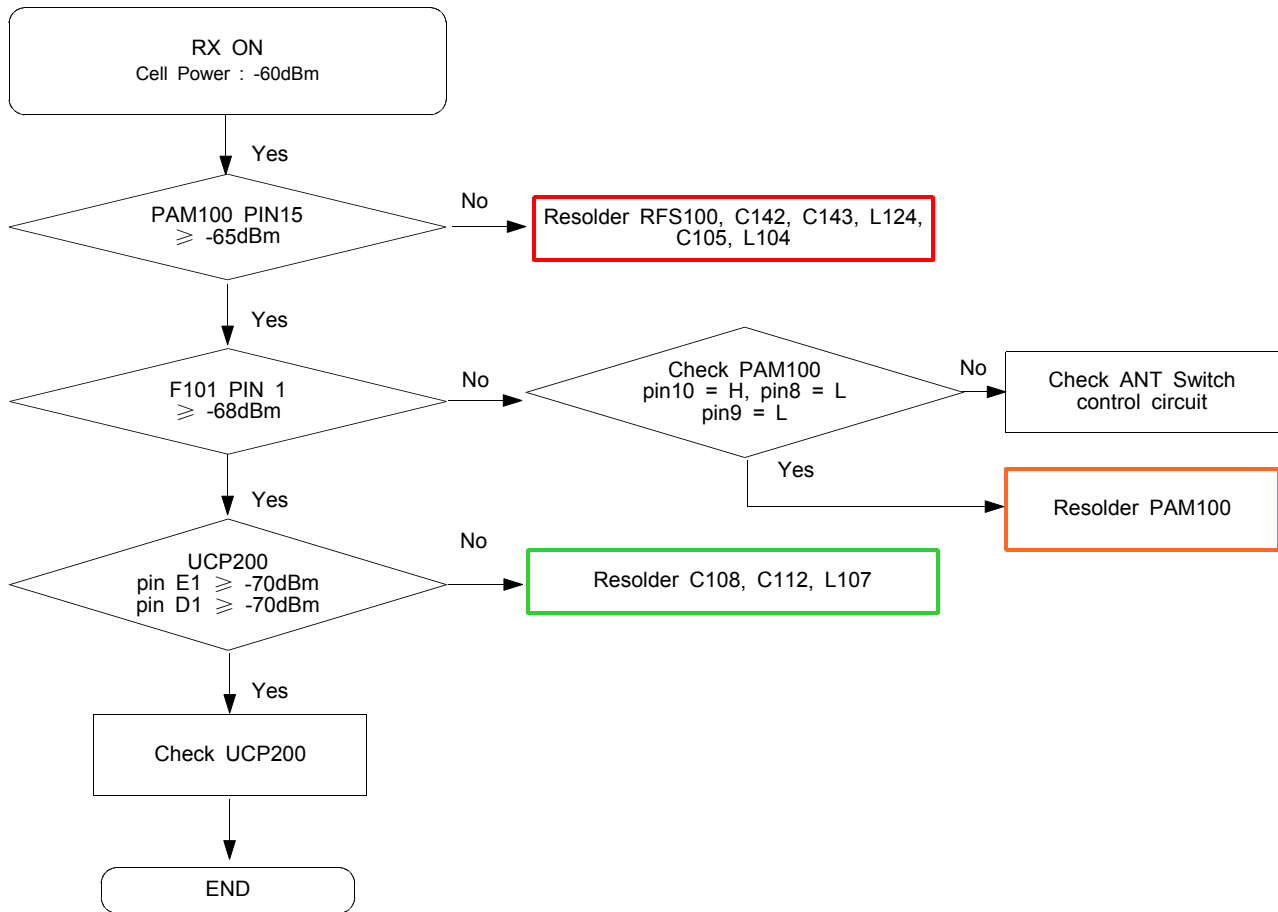 RX ON
Cell Power : -60dBm
Yes
PAM100 PIN15
≥ -65dBm
No
Resolder RFS100, C142, C143, L124,
C105, L104
Yes
F101 PIN 1
≥ -68dBm
No
Check PAM100
pin10 = H, pin8 = L
pin9 = L
No
Check ANT Switch
control circuit
Yes
Resolder PAM100
Yes
UCP200
pin E1 ≥ -70dBm
pin D1 ≥ -70dBm
No
Resolder C108, C112, L107
Yes
Check UCP200
END